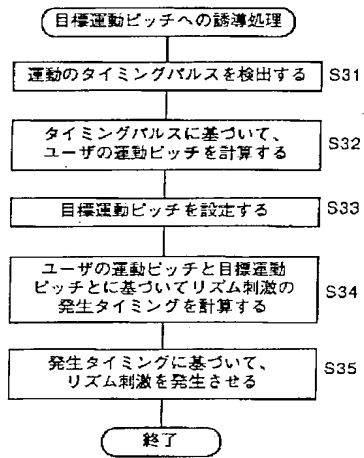 目標運動ピッチへの誘導処理
運動のタイミングパルスを検出する
S31
タイミングパルスに基づいて、
ユーザの運動ピッチを計算する
S32
目標運動ピッチを設定する
S33
ユーザの運動ピッチと目標運動
ピッチとに基づいてリズム刺激の
発生タイミングを計算する
S34
発生タイミングに基づいて、
リズム刺激を発生させる
S35
終了